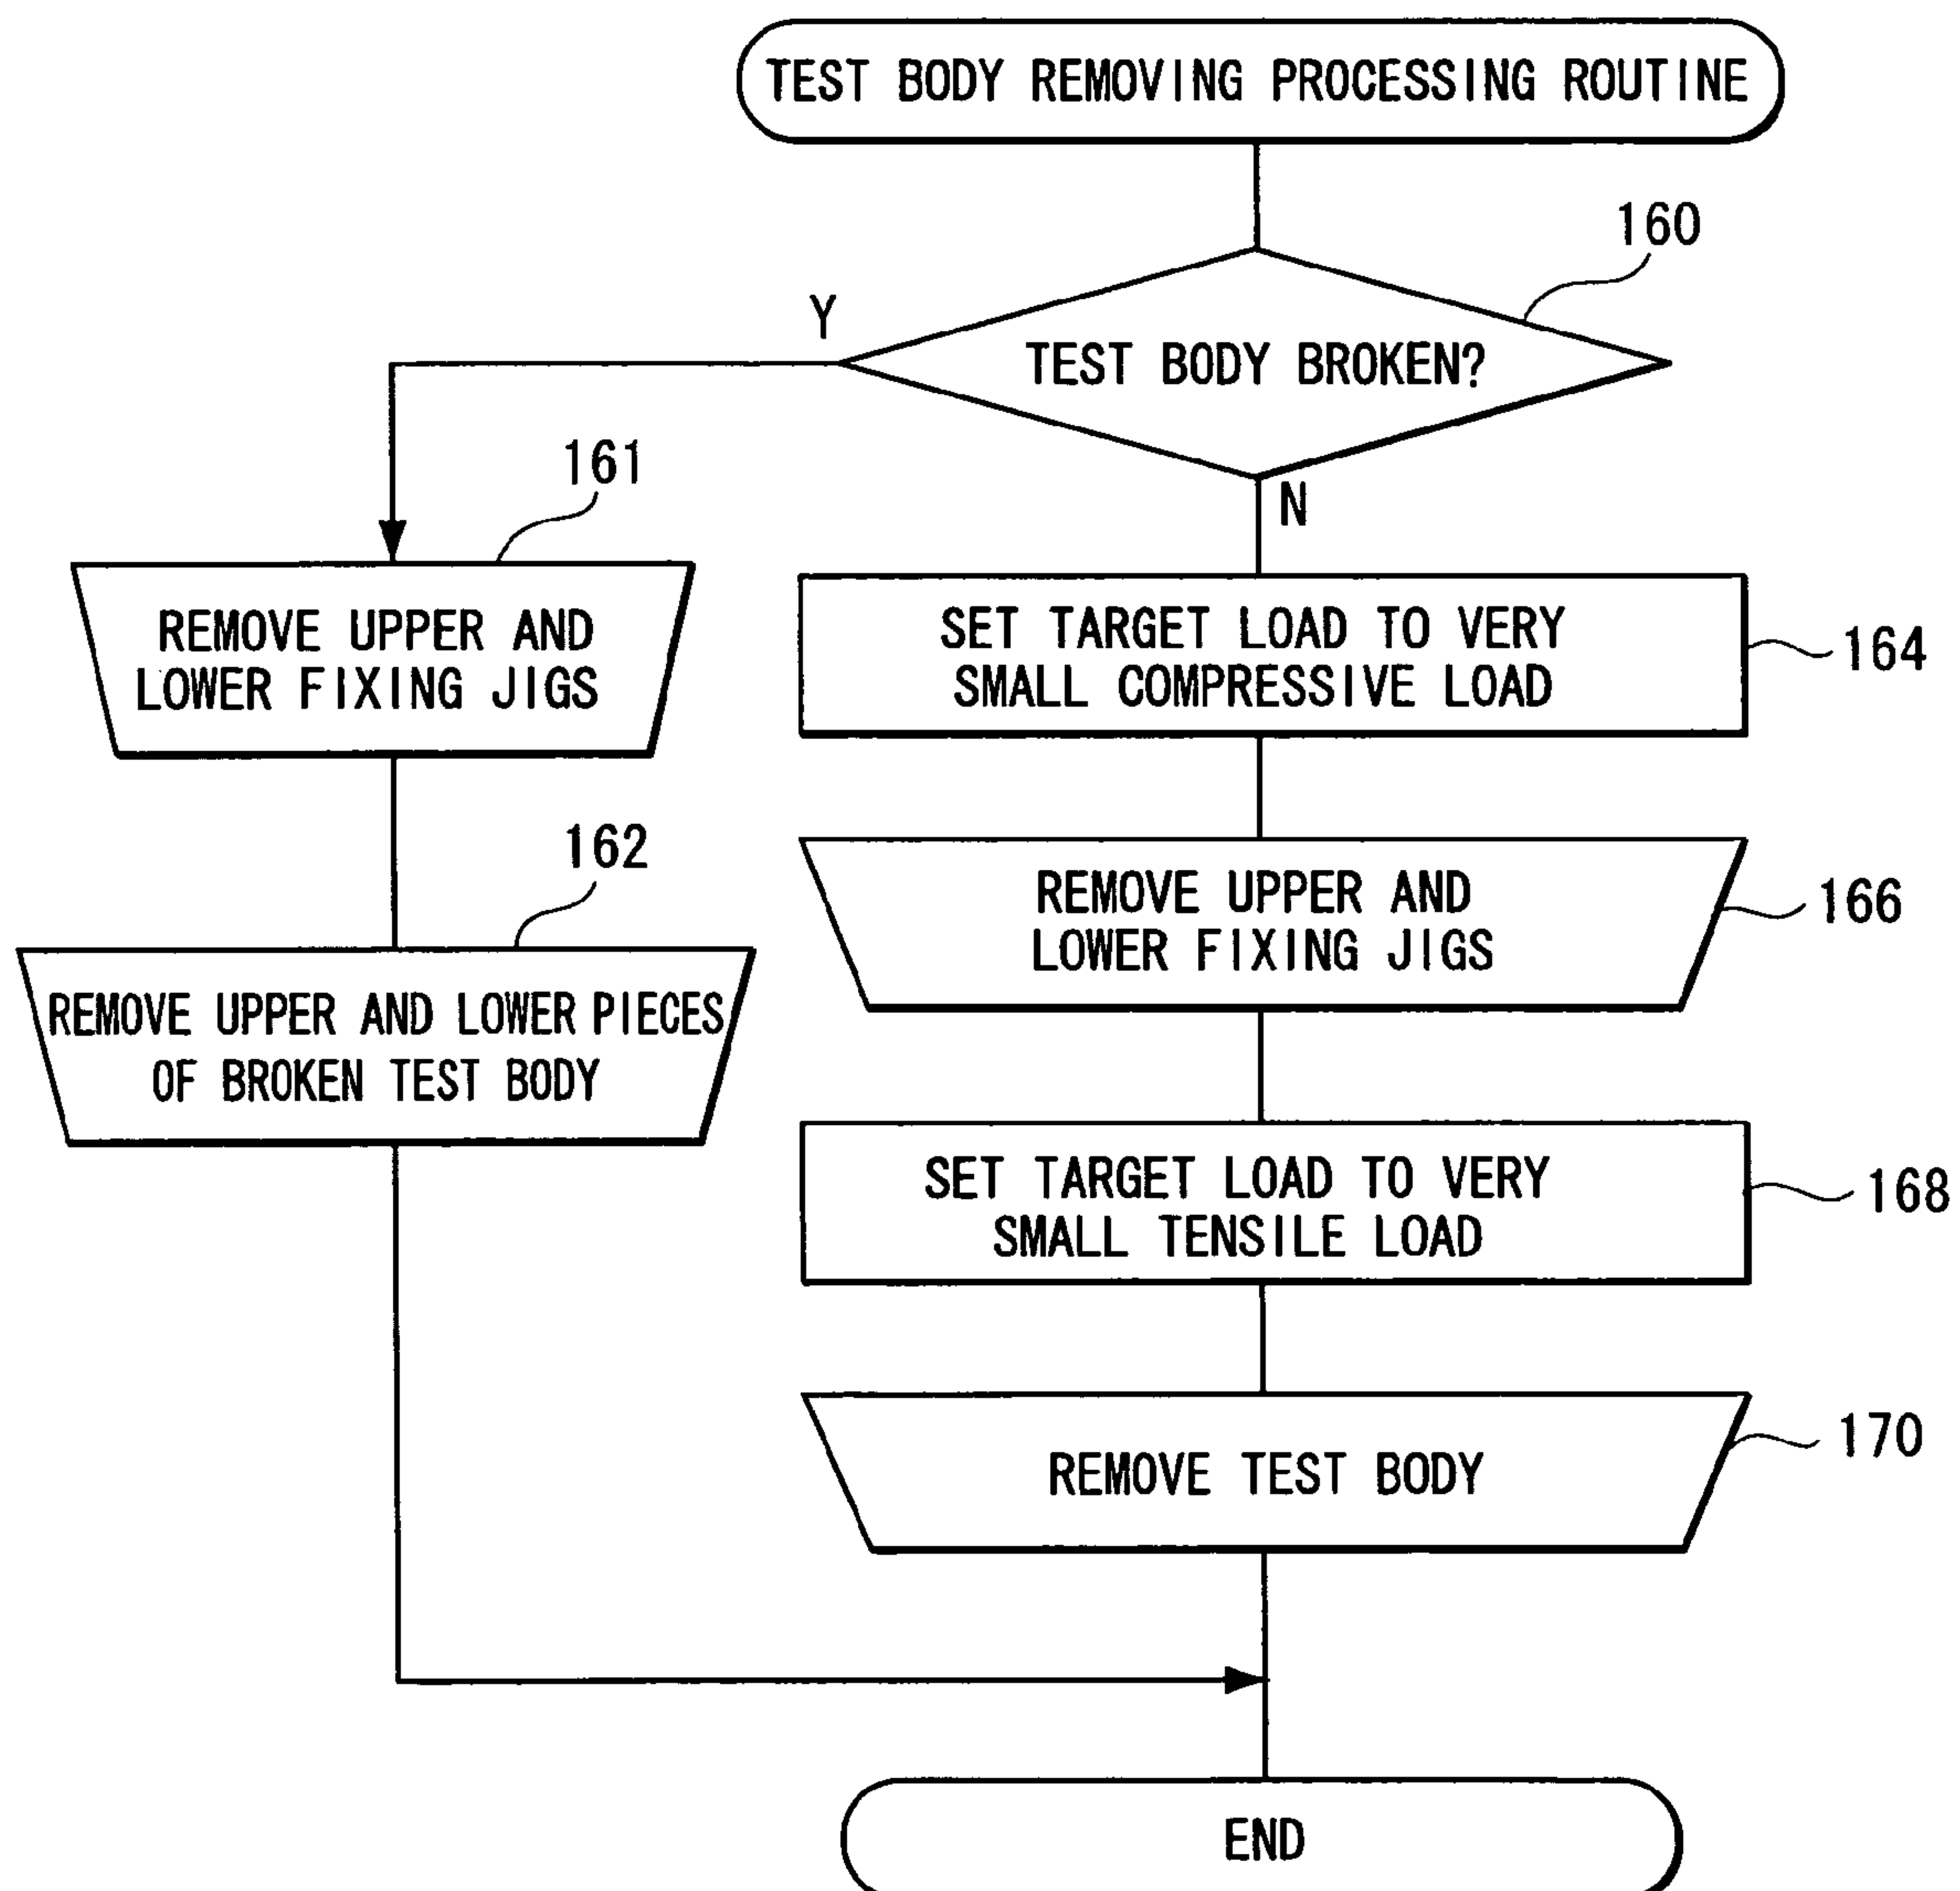 TEST BODY REMOVING PROCESSING ROUTINE
160
Y
TEST BODY BROKEN?
N
161
REMOVE UPPER AND
LOWER FIXING JIGS
SET TARGET LOAD TO VERY
SMALL COMPRESSIVE LOAD
164
162
REMOVE UPPER AND LOWER PIECES
OF BROKEN TEST BODY
REMOVE UPPER AND
LOWER FIXING JIGS
166
SET TARGET LOAD TO VERY
SMALL TENSILE LOAD
168
REMOVE TEST BODY
170
END